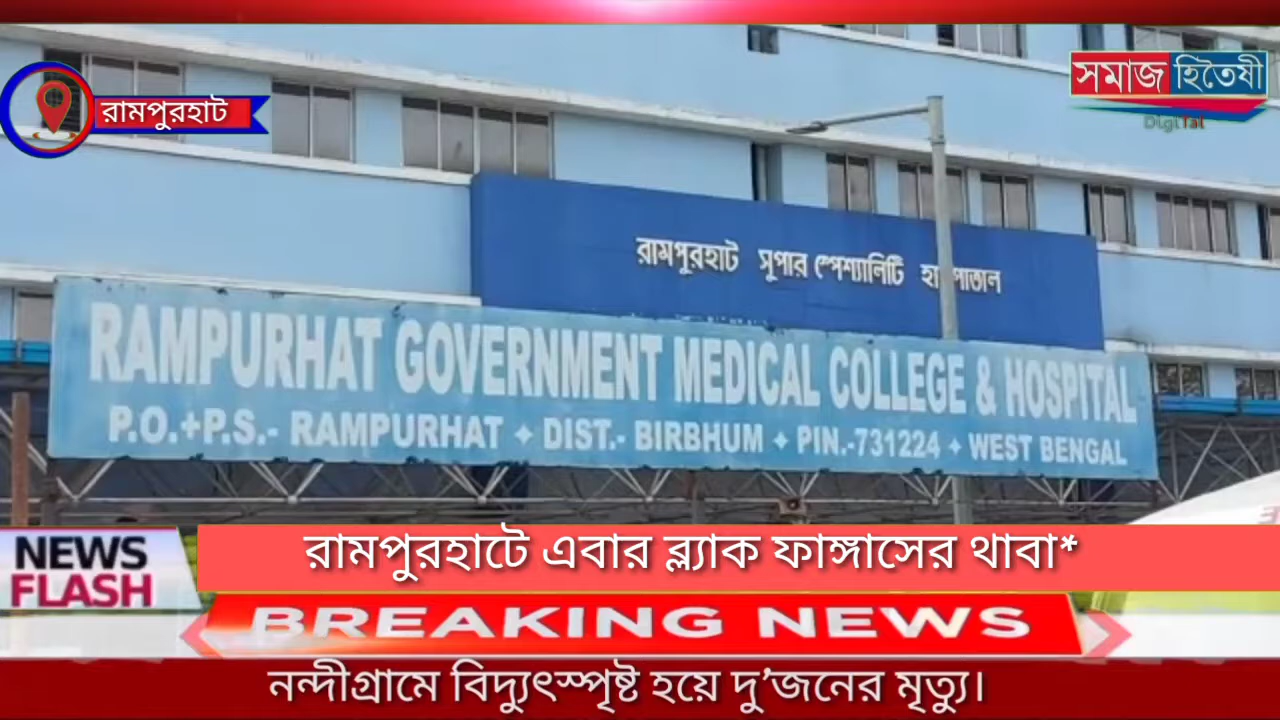 রামপুরহাট
সমাজ হিতৈষী
Digital
রামপুরহাট সুপার স্পেশ্যালিটি
RAMPURHAT GOVERNMENT MEDICAL COLLEGE & HOSPITAL
P.O.+P.S.- RAMPURHAT ✦ DIST.- BIRBHUM ✦ PIN.-731224 ✦ WEST BENGAL
NEWS
FLASH
রামপুরহাটে এবার ব্ল্যাক ফাঙ্গাসের থাবা*
BREAKING NEWS
নন্দীগ্রামে বিদ্যুৎস্পৃষ্ট হয়ে দু’জনের মৃত্যু।